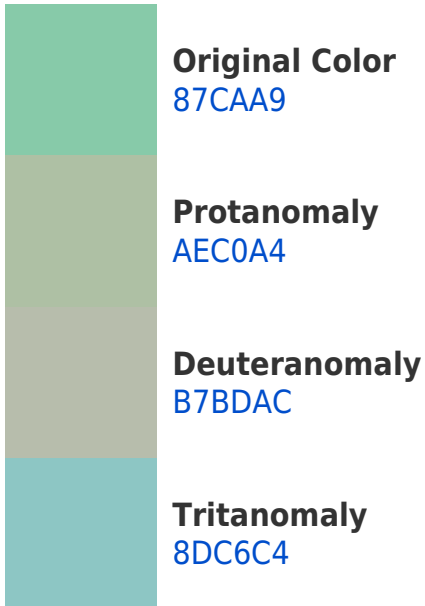 Original Color
87CAA9
Protanomaly
AEC0A4
Deuteranomaly
B7BDAC
Tritanomaly
8DC6C4